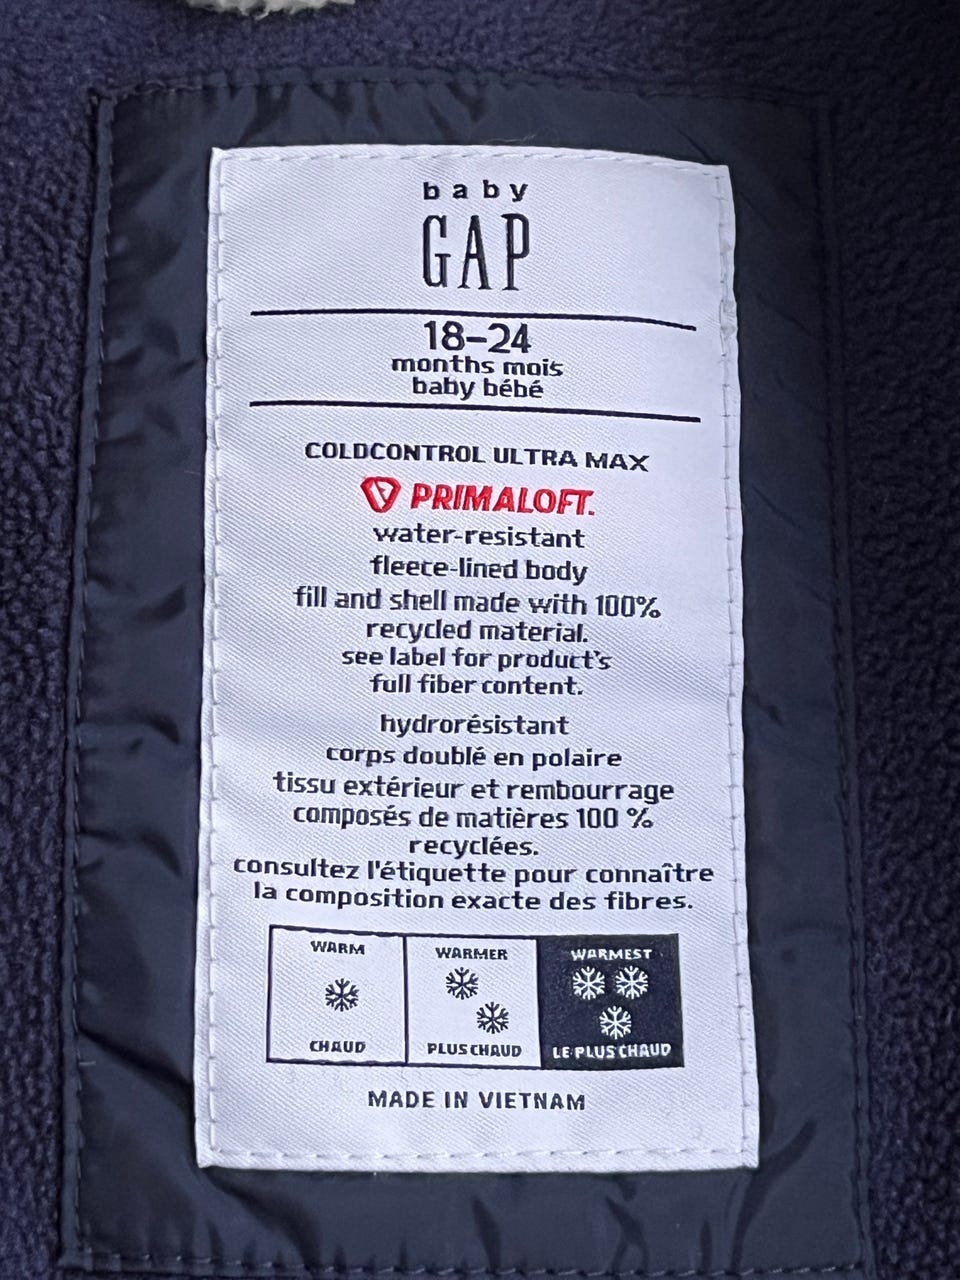 baby
GAP
18-24
months mois
baby bébé
COLDCONTROL ULTRA MAX
PRIMALOFT.
water-resistant
fleece-lined body
fill and shell made with 100%
recycled material.
see label for product's
full fiber content.
hydrorésistant
corps doublé en polaire
tissu extérieur et rembourrage
composés de matières 100 %
recyclées.
consultez l'étiquette pour connaître
la composition exacte des fibres.
WARM
CHAUD
WARMER
PLUS CHAUD
WARMEST
LE PLUS CHAUD
MADE IN VIETNAM